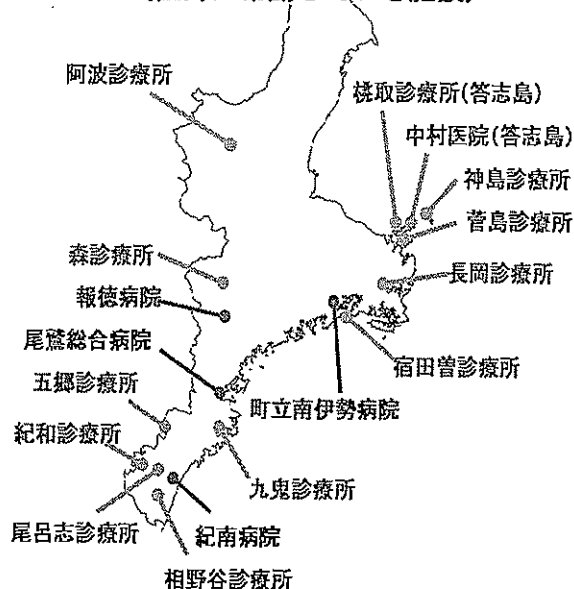 阿波診療所
桃取診療所(答志島)
中村医院(答志島)
神島診療所
菅島診療所
森診療所
長岡診療所
報徳病院
尾鷲総合病院
宿田曽診療所
五郷診療所
町立南伊勢病院
紀和診療所
九鬼診療所
尾呂志診療所
紀南病院
相野谷診療所